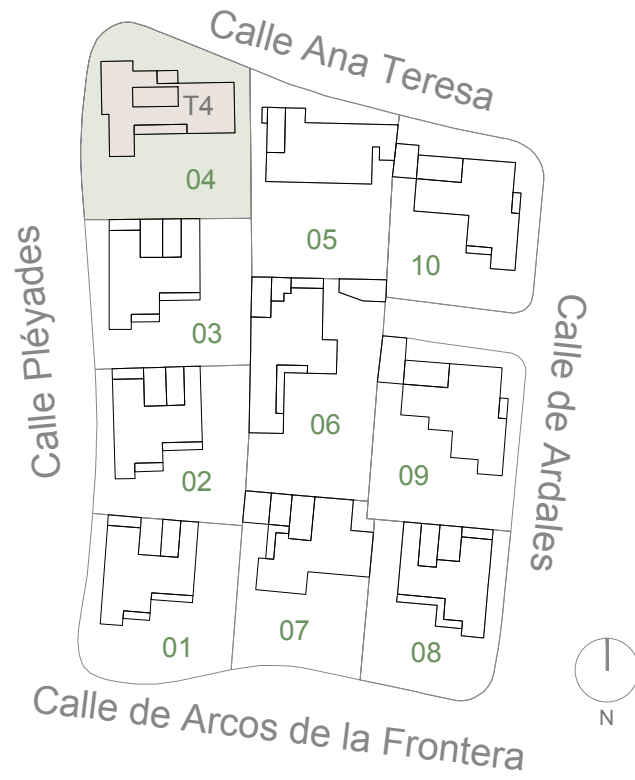 Calle Ana Teresa
T4
04
05
10
Calle Pléyades
03
Calle de Ardales
06
02
09
01
07
08
N
Calle de Arcos de la Frontera